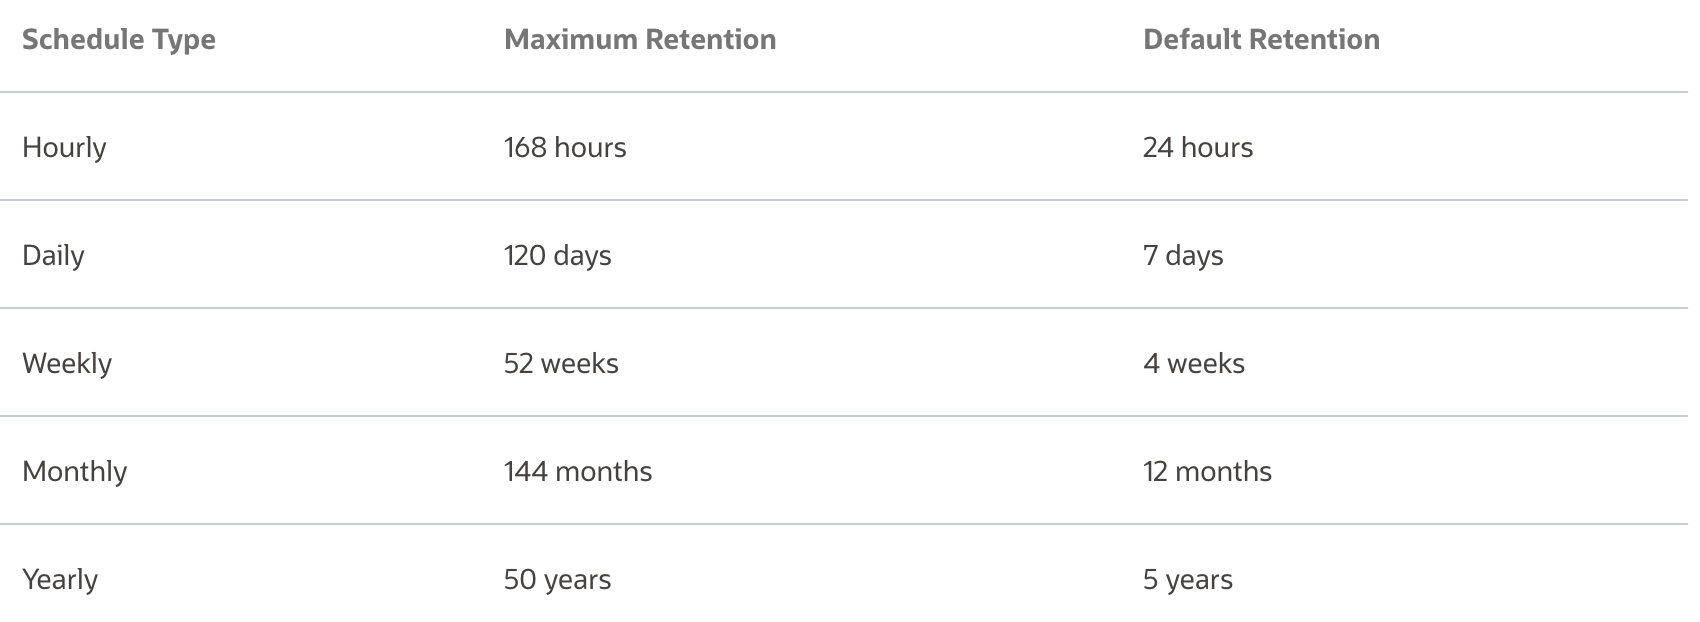 Schedule Type Maximum Retention Default Retention
Hourly 168 hours 24 hours
Daily 120 days 7 days
Weekly 52 weeks 4 weeks
Monthly 144 months 12 months
Yearly 50 years 5 years